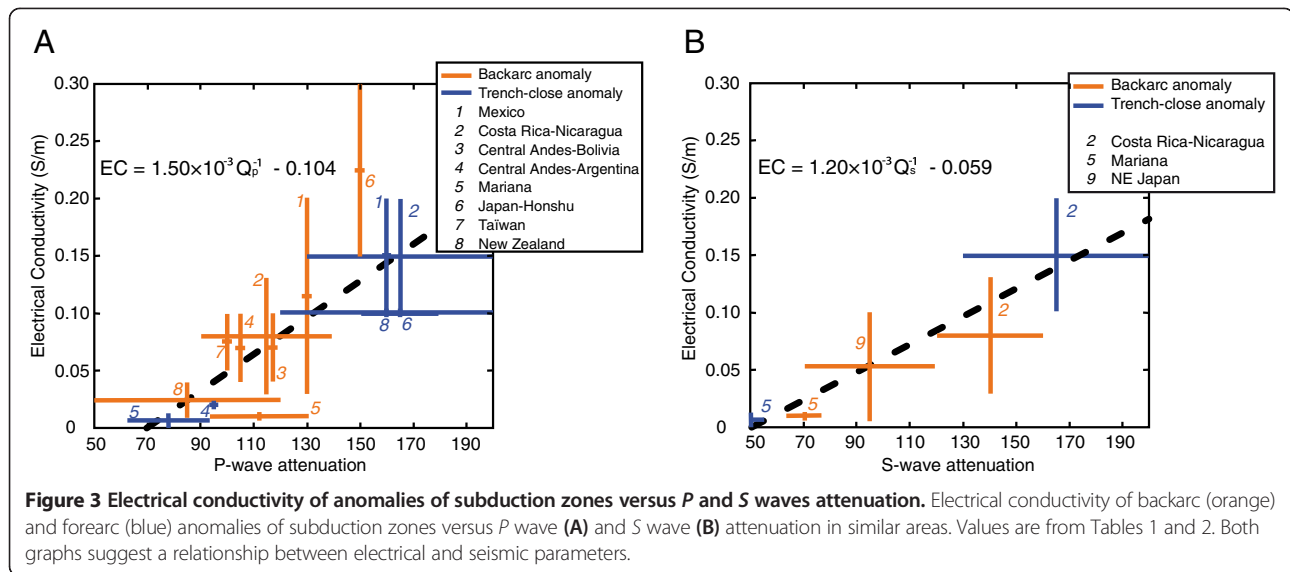 A
0.30
0.25
0.20
0.15
0.10
0.05
0
Electrical Conductivity (S/m)
EC = 1.50×10⁻³Qₚ⁻¹ - 0.104
Backarc anomaly
Trench-close anomaly
1 Mexico
2 Costa Rica-Nicaragua
3 Central Andes-Bolivia
4 Central Andes-Argentina
5 Mariana
6 Japan-Honshu
7 Taïwan
8 New Zealand
6
1
1
2
2
4
7
3
8
6
8
5
4
5
50 70 90 110 130 150 170 190
P-wave attenuation
B
0.30
0.25
0.20
0.15
0.10
0.05
0
Electrical Conductivity (S/m)
EC = 1.20×10⁻³Qₛ⁻¹ - 0.059
Backarc anomaly
Trench-close anomaly
2 Costa Rica-Nicaragua
5 Mariana
9 NE Japan
2
2
9
5
5
50 70 90 110 130 150 170 190
S-wave attenuation
Figure 3 Electrical conductivity of anomalies of subduction zones versus P and S waves attenuation. Electrical conductivity of backarc (orange)
and forearc (blue) anomalies of subduction zones versus P wave (A) and S wave (B) attenuation in similar areas. Values are from Tables 1 and 2. Both
graphs suggest a relationship between electrical and seismic parameters.